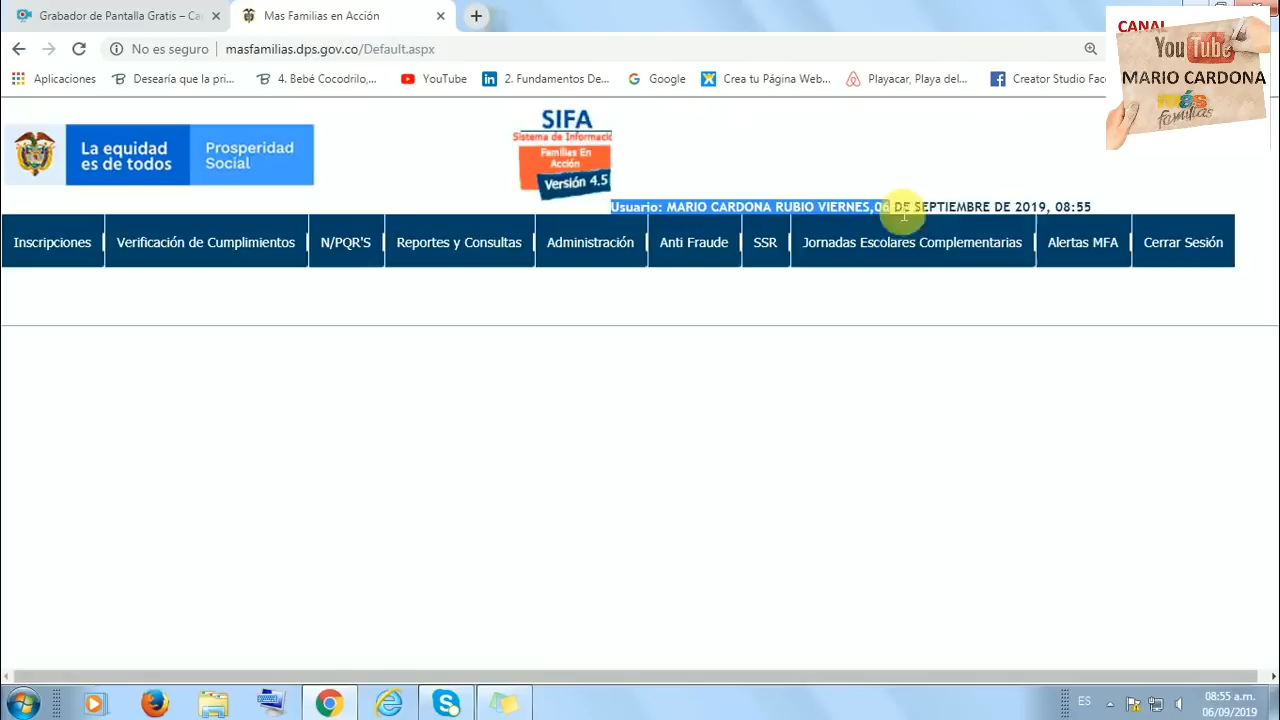 Grabador de Pantalla Gratis – Ca
Mas Familias en Acción
No es seguro
masfamilias.dps.gov.co/Default.aspx
Aplicaciones
Desearía que la pri...
4. Bebé Cocodrilo,...
YouTube
2. Fundamentos De...
Google
Crea tu Página Web...
Playacar, Playa del...
Creator Studio Fac
CANAL
You Tube
MARIO CARDONA
más
familias
La equidad
es de todos
Prosperidad
Social
SIFA
Sistema de Informació
Familias En
Acción
Versión 4.5
Usuario: MARIO CARDONA RUBIO VIERNES,06 DE SEPTIEMBRE DE 2019, 08:55
Inscripciones
Verificación de Cumplimientos
N/PQR'S
Reportes y Consultas
Administración
Anti Fraude
SSR
Jornadas Escolares Complementarias
Alertas MFA
Cerrar Sesión
ES
08:55 a.m.
06/09/2019